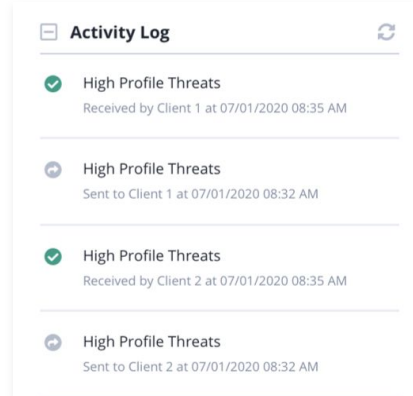 Activity Log
High Profile Threats
Received by Client 1 at 07/01/2020 08:35 AM
High Profile Threats
Sent to Client 1 at 07/01/2020 08:32 AM
High Profile Threats
Received by Client 2 at 07/01/2020 08:35 AM
High Profile Threats
Sent to Client 2 at 07/01/2020 08:32 AM